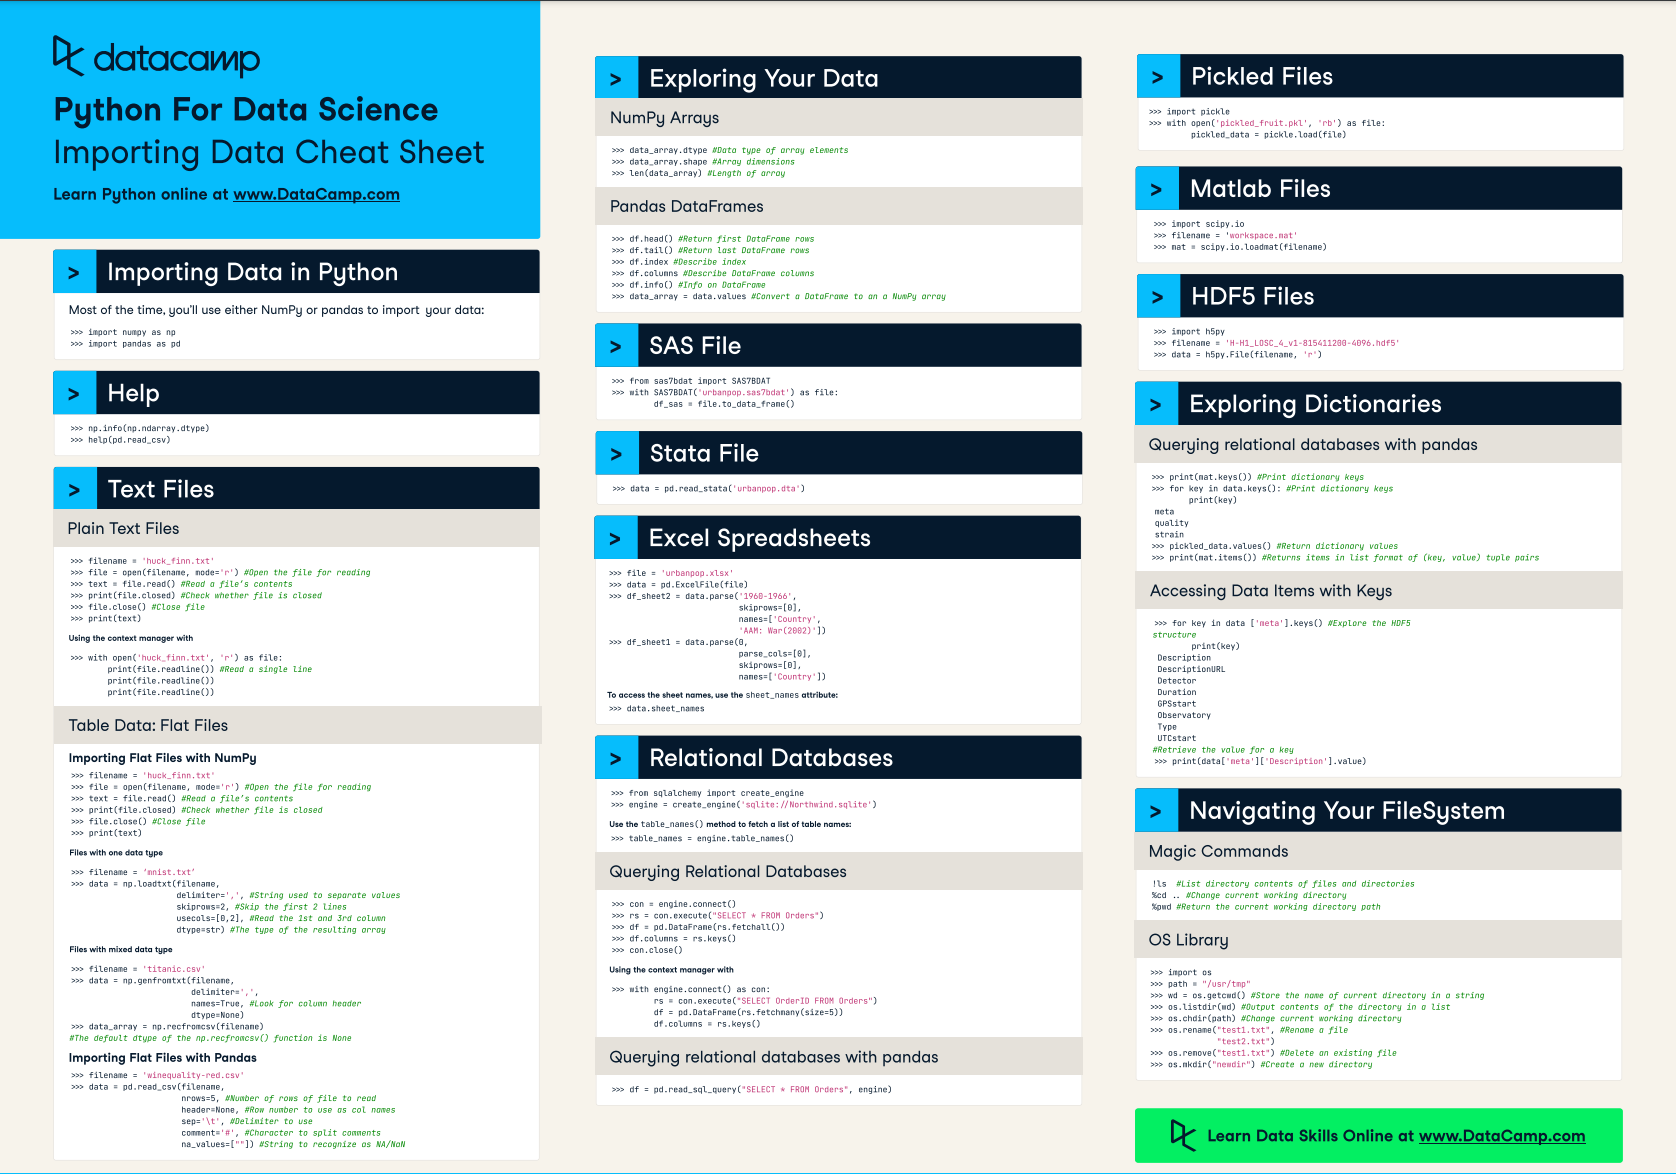 datacamp
Python For Data Science
Importing Data Cheat Sheet
Learn Python online at www.DataCamp.com
> Importing Data in Python
Most of the time, you'll use either NumPy or pandas to import your data:
>>> import numpy as np
>>> import pandas as pd
> Help
>>> np.info(np.ndarray.dtype)
>>> help(pd.read_csv)
> Text Files
Plain Text Files
>>> filename = 'huck_finn.txt'
>>> file = open(filename, mode='r') #Open the file for reading
>>> text = file.read() #Read a file's contents
>>> print(file.closed) #Check whether file is closed
>>> file.close() #Close file
>>> print(text)
Using the context manager with
>>> with open('huck_finn.txt', 'r') as file:
print(file.readline()) #Read a single line
print(file.readline())
print(file.readline())
Table Data: Flat Files
Importing Flat Files with NumPy
>>> filename = 'huck_finn.txt'
>>> file = open(filename, mode='r') #Open the file for reading
>>> text = file.read() #Read a file's contents
>>> print(file.closed) #Check whether file is closed
>>> file.close() #Close file
>>> print(text)
Files with one data type
>>> filename = 'mnist.txt'
>>> data = np.loadtxt(filename,
delimiter=',', #String used to separate values
skiprows=2, #Skip the first 2 lines
usecols=[0,2], #Read the 1st and 3rd column
dtype=str) #The type of the resulting array
Files with mixed data type
>>> filename = 'titanic.csv'
>>> data = np.genfromtxt(filename,
delimiter=',',
names=True, #Look for column header
dtype=None)
>>> data_array = np.recfromcsv(filename)
#The default dtype of the np.recfromcsv() function is None
Importing Flat Files with Pandas
>>> filename = 'winequality-red.csv'
>>> data = pd.read_csv(filename,
nrows=5, #Number of rows of file to read
header=None, #Row number to use as col names
sep='\t', #Delimiter to use
comment='#', #Character to split comments
na_values=[""]) #String to recognize as NA/NaN
> Exploring Your Data
NumPy Arrays
>>> data_array.dtype #Data type of array elements
>>> data_array.shape #Array dimensions
>>> len(data_array) #Length of array
Pandas DataFrames
>>> df.head() #Return first DataFrame rows
>>> df.tail() #Return last DataFrame rows
>>> df.index #Describe index
>>> df.columns #Describe DataFrame columns
>>> df.info() #Info on DataFrame
>>> data_array = data.values #Convert a DataFrame to an a NumPy array
> SAS File
>>> from sas7bdat import SAS7BDAT
>>> with SAS7BDAT('urbanpop.sas7bdat') as file:
df_sas = file.to_data_frame()
> Stata File
>>> data = pd.read_stata('urbanpop.dta')
> Excel Spreadsheets
>>> file = 'urbanpop.xlsx'
>>> data = pd.ExcelFile(file)
>>> df_sheet2 = data.parse('1960-1966',
skiprows=[0],
names=['Country',
'AAM: War(2002)'])
>>> df_sheet1 = data.parse(0,
parse_cols=[0],
skiprows=[0],
names=['Country'])
To access the sheet names, use the sheet_names attribute:
>>> data.sheet_names
> Relational Databases
>>> from sqlalchemy import create_engine
>>> engine = create_engine('sqlite://Northwind.sqlite')
Use the table_names() method to fetch a list of table names:
>>> table_names = engine.table_names()
Querying Relational Databases
>>> con = engine.connect()
>>> rs = con.execute("SELECT * FROM Orders")
>>> df = pd.DataFrame(rs.fetchall())
>>> df.columns = rs.keys()
>>> con.close()
Using the context manager with
>>> with engine.connect() as con:
rs = con.execute("SELECT OrderID FROM Orders")
df = pd.DataFrame(rs.fetchmany(size=5))
df.columns = rs.keys()
Querying relational databases with pandas
>>> df = pd.read_sql_query("SELECT * FROM Orders", engine)
> Pickled Files
>>> import pickle
>>> with open('pickled_fruit.pkl', 'rb') as file:
pickled_data = pickle.load(file)
> Matlab Files
>>> import scipy.io
>>> filename = 'workspace.mat'
>>> mat = scipy.io.loadmat(filename)
> HDF5 Files
>>> import h5py
>>> filename = 'H-H1_LOSC_4_v1-815411200-4096.hdf5'
>>> data = h5py.File(filename, 'r')
> Exploring Dictionaries
Querying relational databases with pandas
>>> print(mat.keys()) #Print dictionary keys
>>> for key in data.keys(): #Print dictionary keys
print(key)
meta
quality
strain
>>> pickled_data.values() #Return dictionary values
>>> print(mat.items()) #Returns items in list format of (key, value) tuple pairs
Accessing Data Items with Keys
>>> for key in data ['meta'].keys() #Explore the HDF5
structure
print(key)
Description
DescriptionURL
Detector
Duration
GPSstart
Observatory
Type
UTCstart
#Retrieve the value for a key
>>> print(data['meta']['Description'].value)
> Navigating Your FileSystem
Magic Commands
!ls #List directory contents of files and directories
%cd .. #Change current working directory
%pwd #Return the current working directory path
OS Library
>>> import os
>>> path = "/usr/tmp"
>>> wd = os.getcwd() #Store the name of current directory in a string
>>> os.listdir(wd) #Output contents of the directory in a list
>>> os.chdir(path) #Change current working directory
>>> os.rename("test1.txt", #Rename a file
"test2.txt")
>>> os.remove("test1.txt") #Delete an existing file
>>> os.mkdir("newdir") #Create a new directory
Learn Data Skills Online at www.DataCamp.com